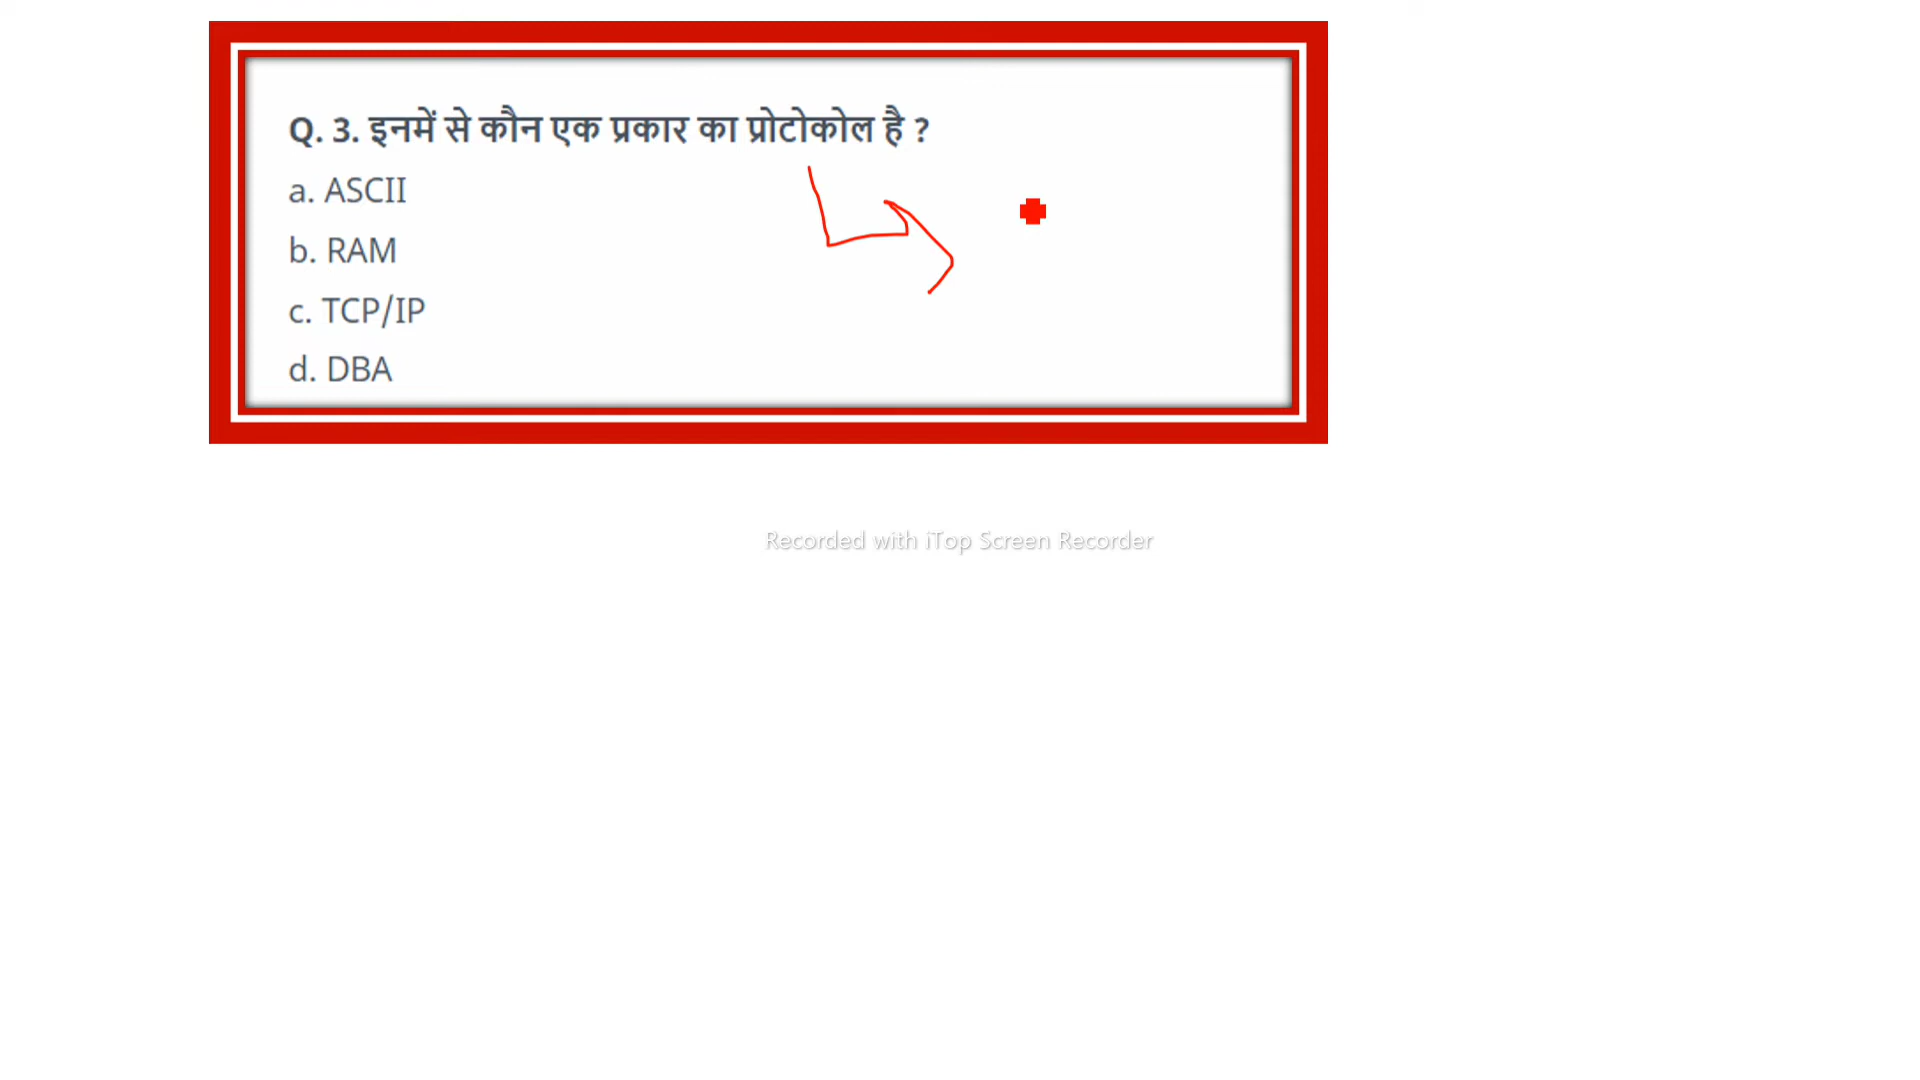 Q. 3. इनमें से कौन एक प्रकार का प्रोटोकोल है ?
a. ASCII
b. RAM
c. TCP/IP
d. DBA
Recorded with iTop Screen Recorder